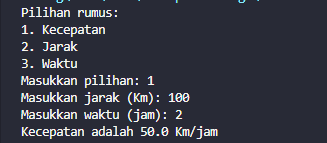 Pilihan rumus:
1. Kecepatan
2. Jarak
3. Waktu
Masukkan pilihan: 1
Masukkan jarak (Km): 100
Masukkan waktu (jam): 2
Kecepatan adalah 50.0 Km/jam